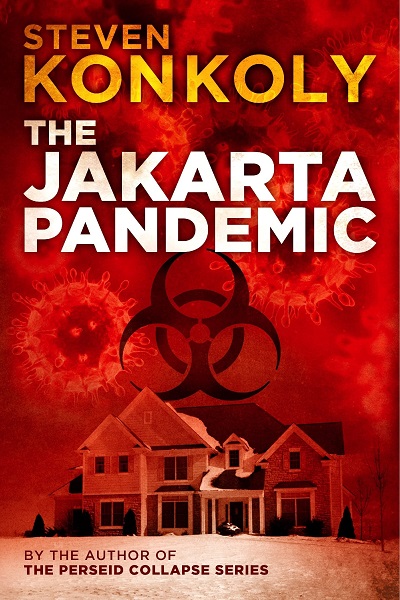 STEVEN
KONKOLY
THE
JAKARTA
PANDEMIC
BY THE AUTHOR OF
THE PERSEID COLLAPSE SERIES